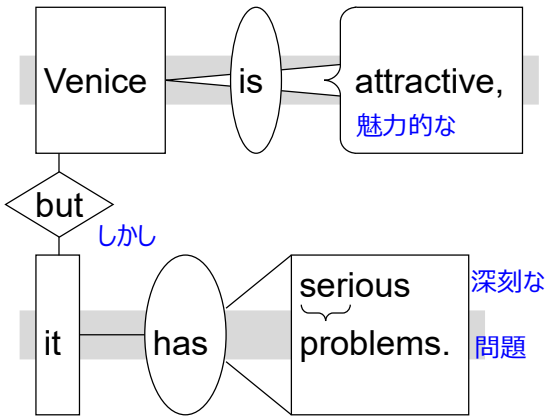 Venice is attractive,
魅力的な
but
しかし
serious 深刻な
it has problems. 問題